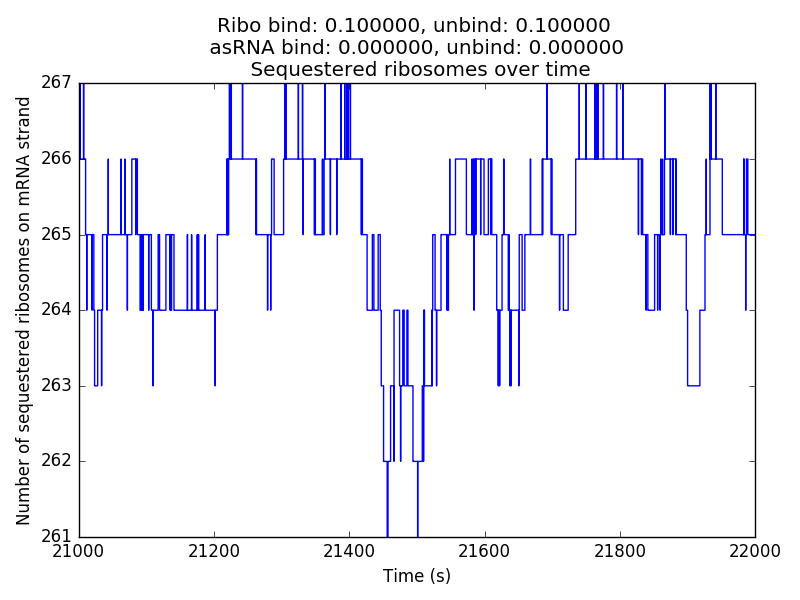 Ribo bind: 0.100000, unbind: 0.100000
asRNA bind: 0.000000, unbind: 0.000000
Sequestered ribosomes over time
Number of sequestered ribosomes on mRNA strand
267
266
265
264
263
262
261
21000 21200 21400 21600 21800 22000
Time (s)